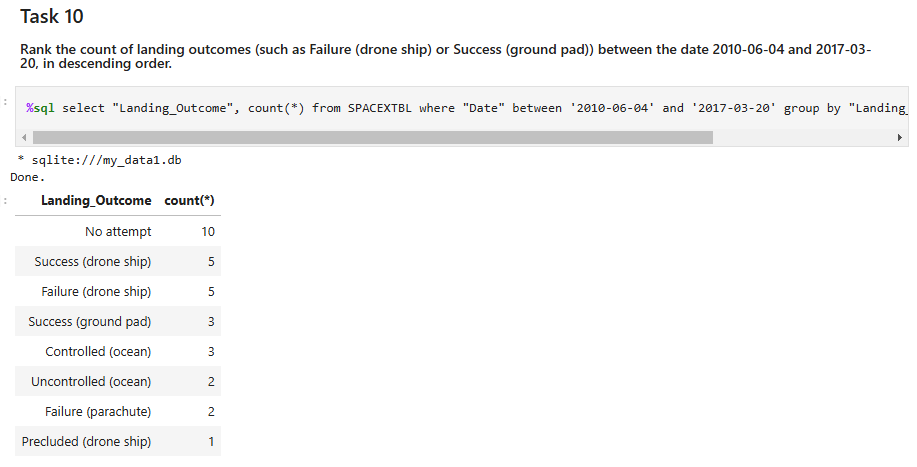 Task 10
Rank the count of landing outcomes (such as Failure (drone ship) or Success (ground pad)) between the date 2010-06-04 and 2017-03-
20, in descending order.
:
%sql select "Landing_Outcome", count(*) from SPACEXTBL where "Date" between '2010-06-04' and '2017-03-20' group by "Landing_
* sqlite:///my_data1.db
Done.
:
Landing_Outcome count(*)
No attempt 10
Success (drone ship) 5
Failure (drone ship) 5
Success (ground pad) 3
Controlled (ocean) 3
Uncontrolled (ocean) 2
Failure (parachute) 2
Precluded (drone ship) 1